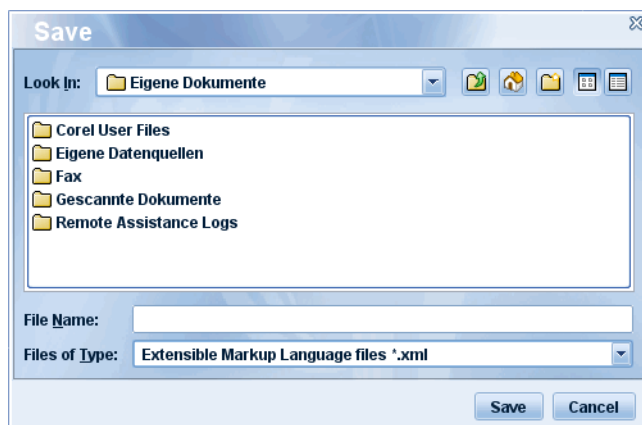 Save
Look In: Eigene Dokumente
Corel User Files
Eigene Datenquellen
Fax
Gescannte Dokumente
Remote Assistance Logs
File Name:
Files of Type: Extensible Markup Language files *.xml
Save Cancel